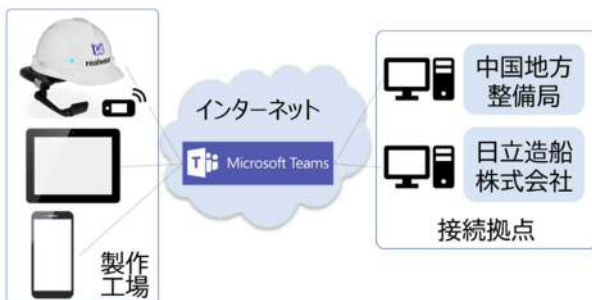 realwear
インターネット
Microsoft Teams
製作
工場
中国地方
整備局
日立造船
株式会社
接続拠点